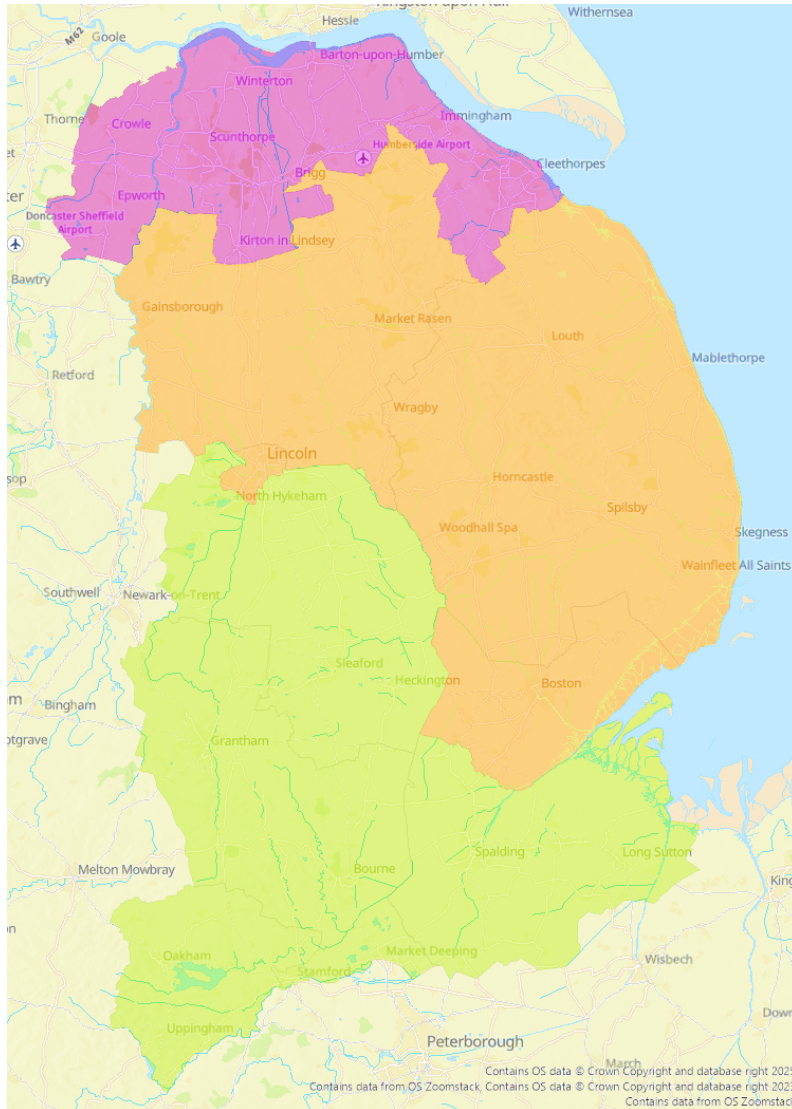 Hessle
Withernsea
M62
Goole
Barton-upon-Humber
Winterton
Thorne
Crowle
Immingham
Scunthorpe
Humberside Airport
Cleethorpes
Brigg
Epworth
Doncaster Sheffield
Airport
Kirton in Lindsey
Bawtry
Gainsborough
Market Rasen
Louth
Mablethorpe
Retford
Wragby
Lincoln
Horncastle
North Hykeham
Spilsby
Woodhall Spa
Skegness
Wainfleet All Saints
Southwell
Newark-on-Trent
Sleaford
Heckington
Boston
Bingham
Grantham
Spalding
Long Sutton
Melton Mowbray
Bourne
Market Deeping
Oakham
Stamford
Wisbech
Uppingham
Peterborough
March
Contains OS data © Crown Copyright and database right 2025
Contains data from OS Zoomstack, Contains OS data © Crown Copyright and database right 2023
Contains data from OS Zoomstack